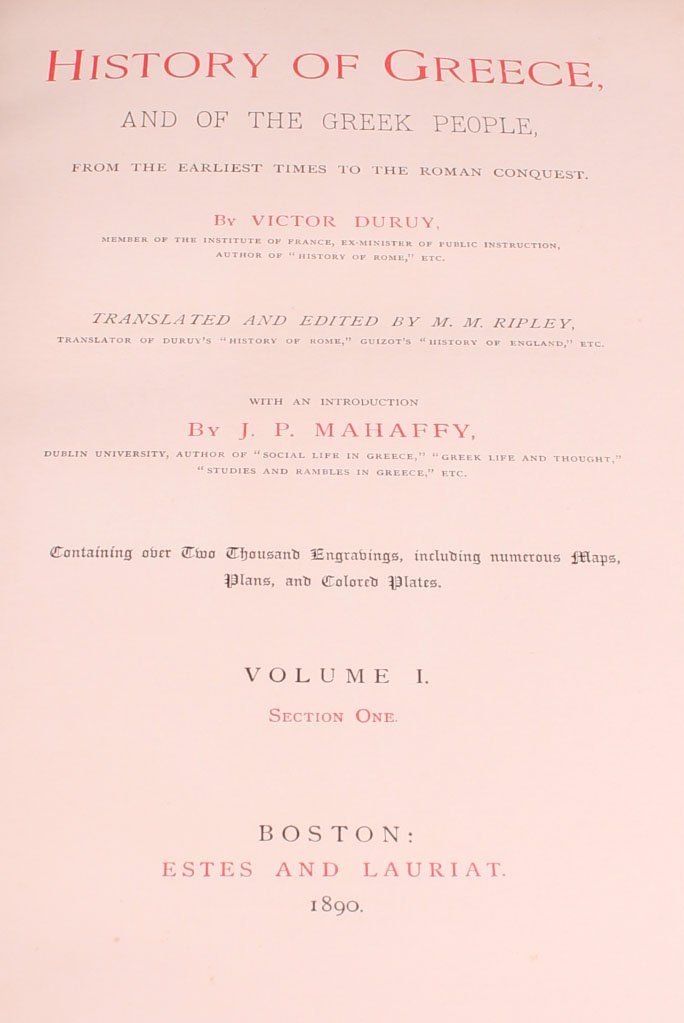 HISTORY OF GREECE,
AND OF THE GREEK PEOPLE,
FROM THE EARLIEST TIMES TO THE ROMAN CONQUEST.
BY VICTOR DURUY,
MEMBER OF THE INSTITUTE OF FRANCE, EX-MINISTER OF PUBLIC INSTRUCTION,
AUTHOR OF "HISTORY OF ROME," ETC.
TRANSLATED AND EDITED BY M. M. RIPLEY,
TRANSLATOR OF DURUY'S "HISTORY OF ROME," GUIZOT'S "HISTORY OF ENGLAND," ETC.
WITH AN INTRODUCTION
BY J. P. MAHAFFY,
DUBLIN UNIVERSITY, AUTHOR OF "SOCIAL LIFE IN GREECE," "GREEK LIFE AND THOUGHT,"
"STUDIES AND RAMBLES IN GREECE," ETC.
Containing over Two Thousand Engravings, including numerous Maps,
Plans, and Colored Plates.
VOLUME I.
SECTION ONE.
BOSTON:
ESTES AND LAURIAT.
1890.